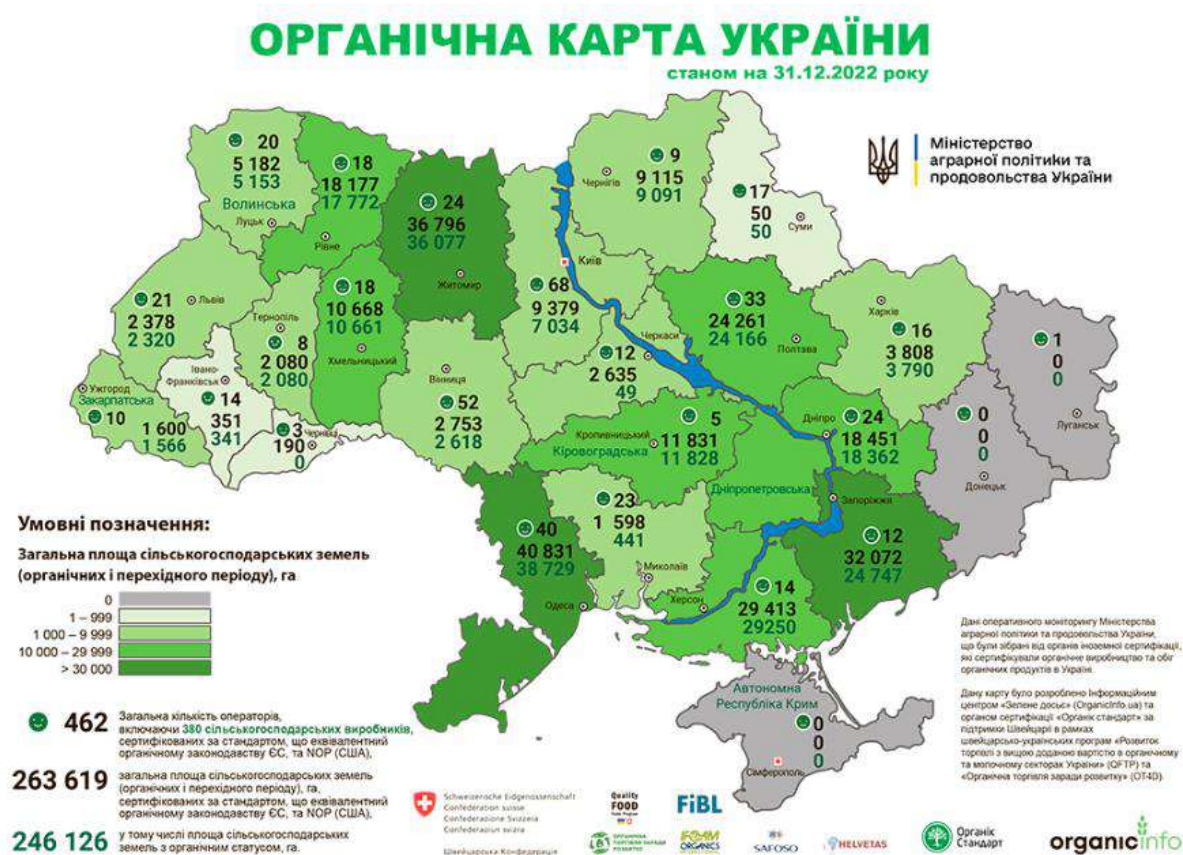 ОРГАНІЧНА КАРТА УКРАЇНИ
станом на 31.12.2022 року
Міністерство
аграрної політики та
продовольства України
20
5 182
5 153
Волинська
Луцьк
18
18 177
17 772
Рівне
24
36 796
36 077
Житомир
68
9 379
7 034
Київ
9
9 115
9 091
Чернігів
17
50
50
Суми
21
2 378
2 320
Львів
Тернопіль
8
2 080
2 080
18
10 668
10 661
Хмельницький
Вінниця
52
2 753
2 618
12
2 635
49
Черкаси
33
24 261
24 166
Полтава
Харків
16
3 808
3 790
1
0
0
Луганськ
Ужгород
Закарпатська
10
1 600
1 566
Івано-
Франківськ
14
351
341
3
190
0
Чернівці
5
11 831
11 828
Кропивницький
Кіровоградська
Дніпро
24
18 451
18 362
Дніпропетровська
0
0
0
Донецьк
40
40 831
38 729
Одеса
23
1 598
441
Миколаїв
14
29 413
29250
Херсон
Запоріжжя
12
32 072
24 747
Автономна
Республіка Крим
0
0
0
Сімферополь
Умовні позначення:
Загальна площа сільськогосподарських земель
(органічних і перехідного періоду), га
0
1 – 999
1 000 – 9 999
10 000 – 29 999
> 30 000
462
Загальна кількість операторів,
включаючи 380 сільськогосподарських виробників,
сертифікованих за стандартом, що еквівалентний
органічному законодавству ЄС, та NOP (США),
263 619
загальна площа сільськогосподарських земель
(органічних і перехідного періоду), га,
сертифікованих за стандартом, що еквівалентний
органічному законодавству ЄС, та NOP (США),
246 126
у тому числі площа сільськогосподарських
земель з органічним статусом, га.
Дані оперативного моніторингу Міністерства
аграрної політики та продовольства України,
що були зібрані від органів іноземної сертифікації,
які сертифікували органічне виробництво та обіг
органічних продуктів в Україні.
Дану карту було розроблено Інформаційним
центром «Зелене досьє» (OrganicInfo.ua) та
органом сертифікації «Органік стандарт» за
підтримки Швейцарії в рамках
швейцарсько-українських програм «Розвиток
торгівлі з вищою доданою вартістю в органічному
та молочному секторах України» (QFTP) та
«Органічна торгівля заради розвитку» (OT4D).
Schweizerische Eidgenossenschaft
Confédération suisse
Confederazione Svizzera
Confederaziun svizra
Швейцарська Конфедерація
Quality
FOOD
Trade Program
ОРГАНІЧНА
ТОРГІВЛЯ ЗАРАДИ
РОЗВИТКУ
FiBL
ORGANICS
SAFOSO
HELVETAS
Органік
Стандарт
organicinfo